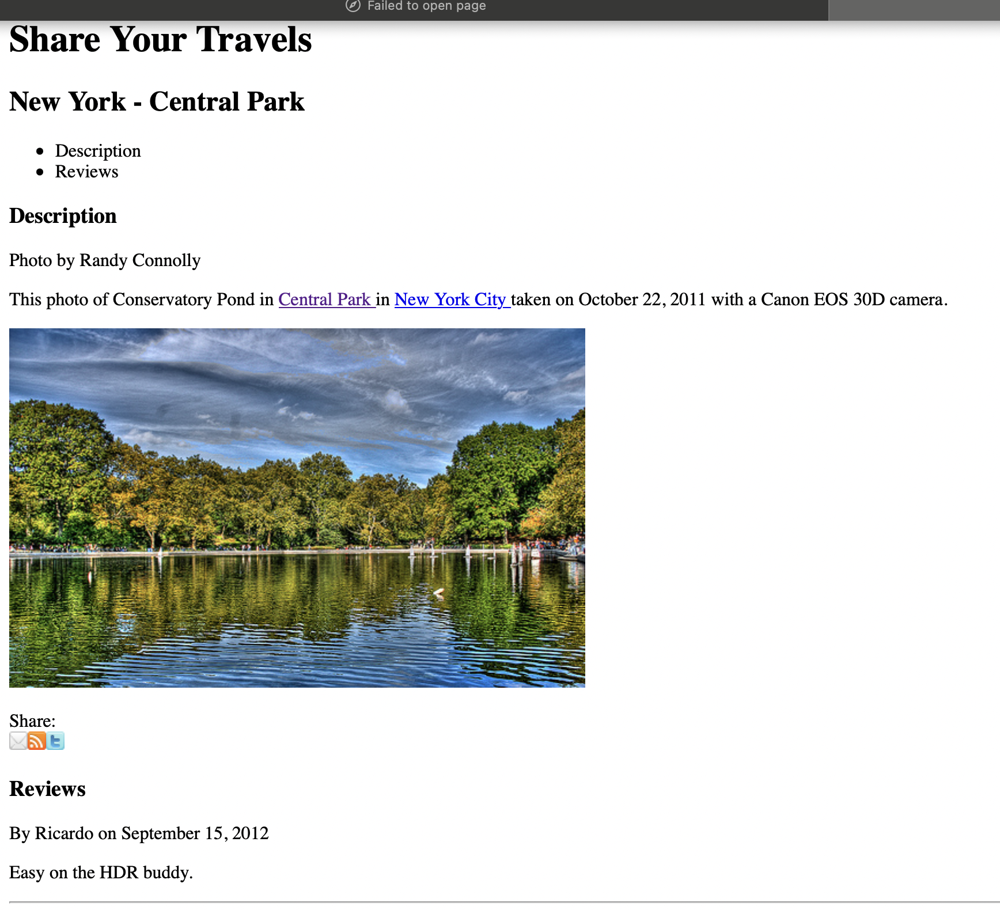 Failed to open page
Share Your Travels
New York - Central Park
Description
Reviews
Description
Photo by Randy Connolly
This photo of Conservatory Pond in Central Park in New York City taken on October 22, 2011 with a Canon EOS 30D camera.
Share:
Reviews
By Ricardo on September 15, 2012
Easy on the HDR buddy.